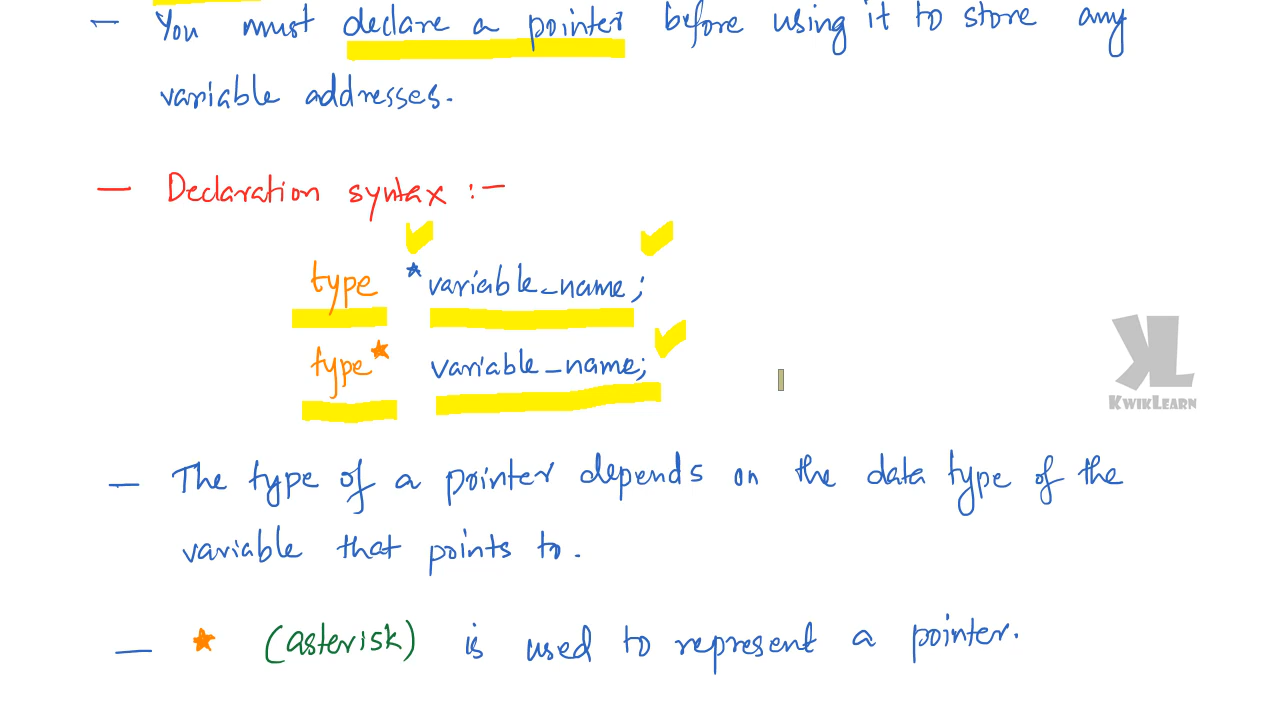 — You must declare a pointer before using it to store any
variable addresses.
— Declaration syntax :-
type *variable_name;
type* variable_name;
— The type of a pointer depends on the data type of the
variable that points to.
— * (asterisk) is used to represent a pointer.
KL
KWIKLEARN